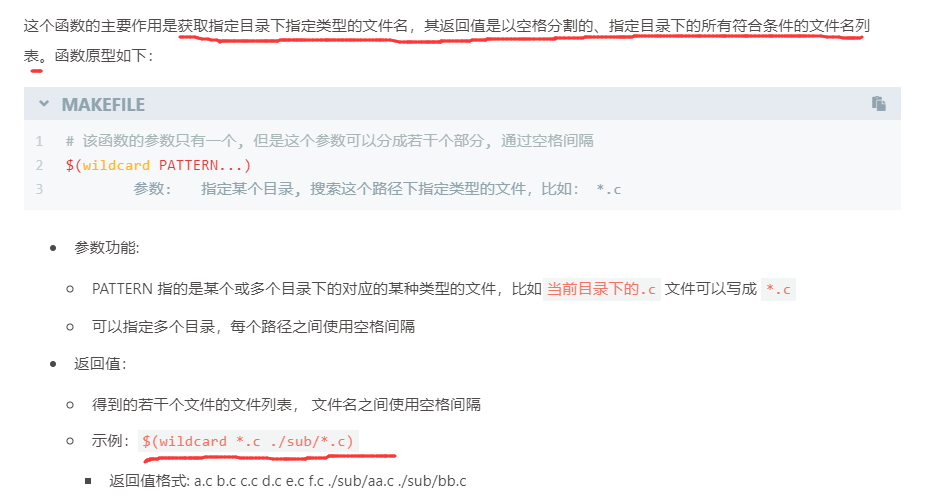 这个函数的主要作用是获取指定目录下指定类型的文件名，其返回值是以空格分割的、指定目录下的所有符合条件的文件名列
表。函数原型如下：
MAKEFILE
1 # 该函数的参数只有一个, 但是这个参数可以分成若干个部分, 通过空格间隔
2 $(wildcard PATTERN...)
3 参数: 指定某个目录, 搜索这个路径下指定类型的文件，比如： *.c
参数功能:
PATTERN 指的是某个或多个目录下的对应的某种类型的文件，比如当前目录下的.c 文件可以写成 *.c
可以指定多个目录，每个路径之间使用空格间隔
返回值：
得到的若干个文件的文件列表， 文件名之间使用空格间隔
示例：$(wildcard *.c ./sub/*.c)
返回值格式: a.c b.c c.c d.c e.c f.c ./sub/aa.c ./sub/bb.c